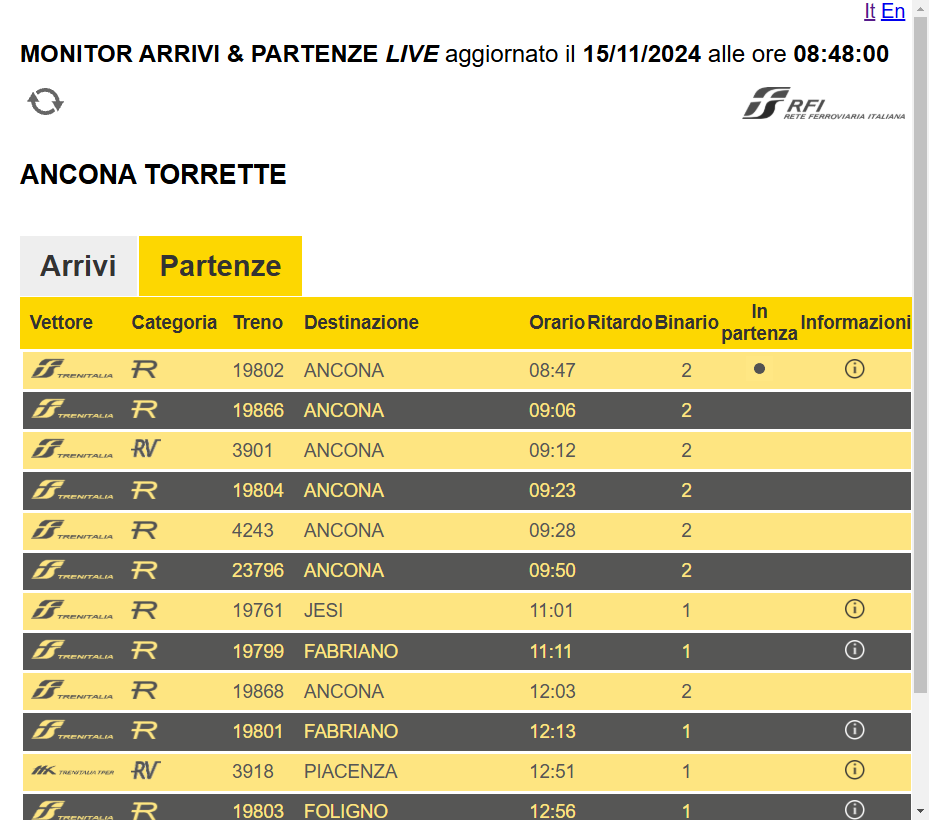 It En
MONITOR ARRIVI & PARTENZE LIVE aggiornato il 15/11/2024 alle ore 08:48:00
RFI
RETE FERROVIARIA ITALIANA
ANCONA TORRETTE
Arrivi Partenze
Vettore Categoria Treno Destinazione Orario Ritardo Binario In partenza Informazioni
TRENITALIA R 19802 ANCONA 08:47 2
TRENITALIA R 19866 ANCONA 09:06 2
TRENITALIA RV 3901 ANCONA 09:12 2
TRENITALIA R 19804 ANCONA 09:23 2
TRENITALIA R 4243 ANCONA 09:28 2
TRENITALIA R 23796 ANCONA 09:50 2
TRENITALIA R 19761 JESI 11:01 1
TRENITALIA R 19799 FABRIANO 11:11 1
TRENITALIA R 19868 ANCONA 12:03 2
TRENITALIA R 19801 FABRIANO 12:13 1
TRENITALIA TPER RV 3918 PIACENZA 12:51 1
TRENITALIA R 19803 FOLIGNO 12:56 1